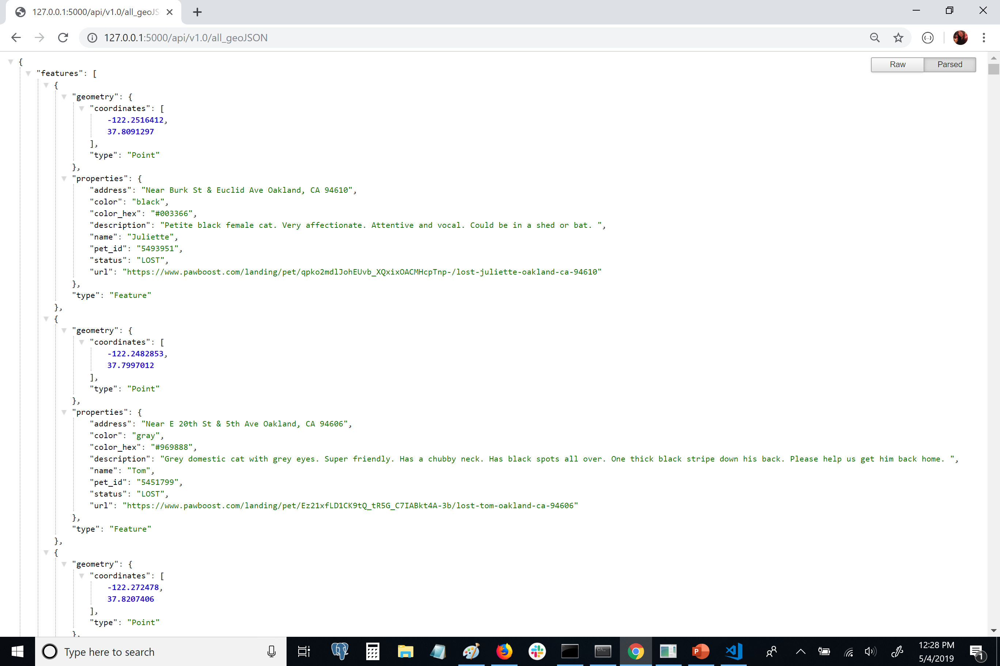 127.0.0.1:5000/api/v1.0/all_geoJS
127.0.0.1:5000/api/v1.0/all_geoJSON
Raw Parsed
{
"features": [
{
"geometry": {
"coordinates": [
-122.2516412,
37.8091297
],
"type": "Point"
},
"properties": {
"address": "Near Burk St & Euclid Ave Oakland, CA 94610",
"color": "black",
"color_hex": "#003366",
"description": "Petite black female cat. Very affectionate. Attentive and vocal. Could be in a shed or bat. ",
"name": "Juliette",
"pet_id": "5493951",
"status": "LOST",
"url": "https://www.pawboost.com/landing/pet/qpko2mdlJohEUvb_XQxixOACMHcpTnp-/lost-juliette-oakland-ca-94610"
},
"type": "Feature"
},
{
"geometry": {
"coordinates": [
-122.2482853,
37.7997012
],
"type": "Point"
},
"properties": {
"address": "Near E 20th St & 5th Ave Oakland, CA 94606",
"color": "gray",
"color_hex": "#969888",
"description": "Grey domestic cat with grey eyes. Super friendly. Has a chubby neck. Has black spots all over. One thick black stripe down his back. Please help us get him back home. ",
"name": "Tom",
"pet_id": "5451799",
"status": "LOST",
"url": "https://www.pawboost.com/landing/pet/Ez21xfLD1CK9tQ_tR5G_C7IABkt4A-3b/lost-tom-oakland-ca-94606"
},
"type": "Feature"
},
{
"geometry": {
"coordinates": [
-122.272478,
37.8207406
],
"type": "Point"
},
Type here to search
12:28 PM
5/4/2019
1